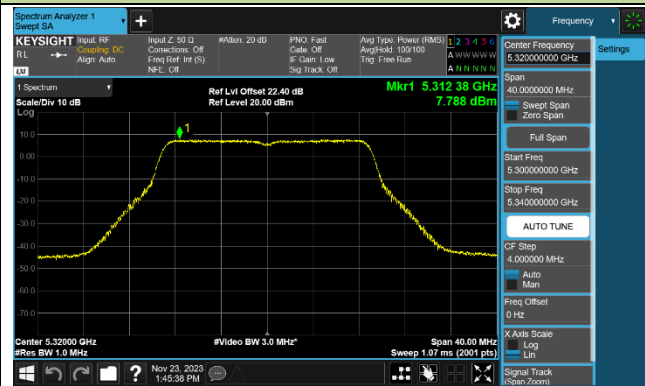 Spectrum Analyzer 1
Swept SA
Frequency
KEYSIGHT
RL
LXI
Input: RF
Coupling: DC
Align: Auto
Input Z: 50 Ω
Corrections: Off
Freq Ref: Int (S)
NFE: Off
#Atten: 20 dB
PNO: Fast
Gate: Off
IF Gain: Low
Sig Track: Off
Avg Type: Power (RMS)
Avg|Hold: 100/100
Trig: Free Run
1 2 3 4 5 6
A W W W W W
A N N N N N
1 Spectrum
Scale/Div 10 dB
Log
Ref Lvl Offset 22.40 dB
Ref Level 20.00 dBm
Mkr1 5.312 38 GHz
7.788 dBm
1
10.0
0.00
-10.0
-20.0
-30.0
-40.0
-50.0
-60.0
-70.0
Center 5.32000 GHz
#Res BW 1.0 MHz
#Video BW 3.0 MHz*
Span 40.00 MHz
Sweep 1.07 ms (2001 pts)
Nov 23, 2023
1:45:38 PM
Center Frequency
5.32000000 GHz
Settings
Span
40.0000000 MHz
Swept Span
Zero Span
Full Span
Start Freq
5.300000000 GHz
Stop Freq
5.340000000 GHz
AUTO TUNE
CF Step
4.000000 MHz
Auto
Man
Freq Offset
0 Hz
X Axis Scale
Log
Lin
Signal Track
(Span Zoom)